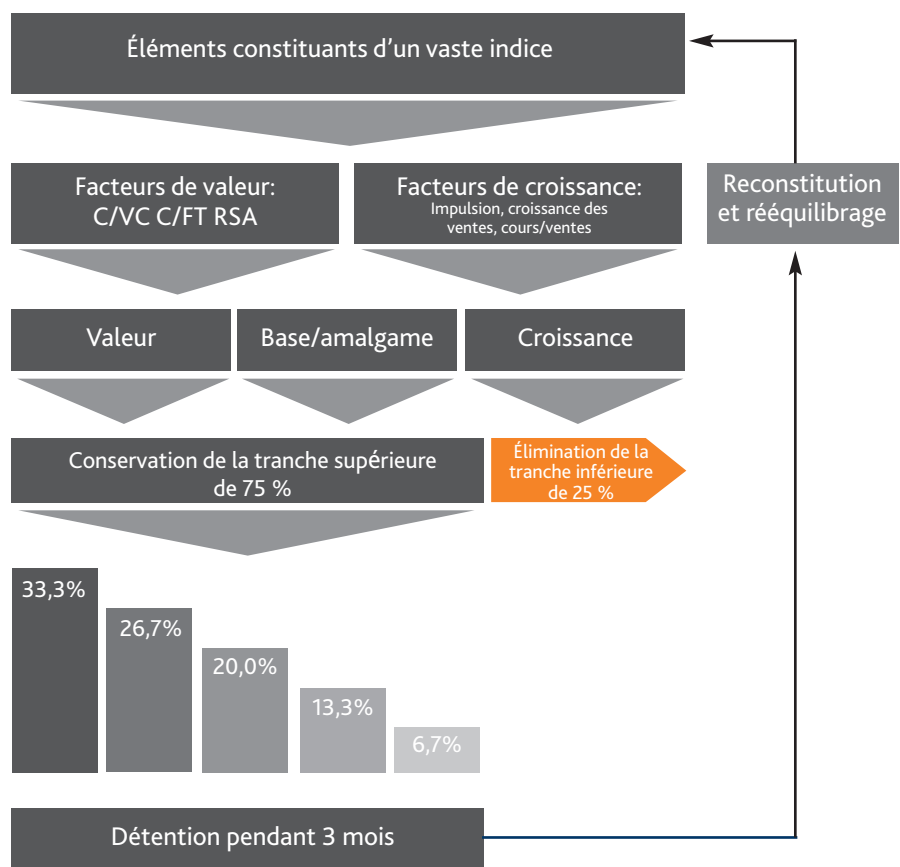 Éléments constituants d’un vaste indice
Facteurs de valeur:
C/VC C/FT RSA
Facteurs de croissance:
Impulsion, croissance des
ventes, cours/ventes
Reconstitution
et rééquilibrage
Valeur
Base/amalgame
Croissance
Conservation de la tranche supérieure
de 75 %
Élimination de la
tranche inférieure
de 25 %
33,3%
26,7%
20,0%
13,3%
6,7%
Détention pendant 3 mois